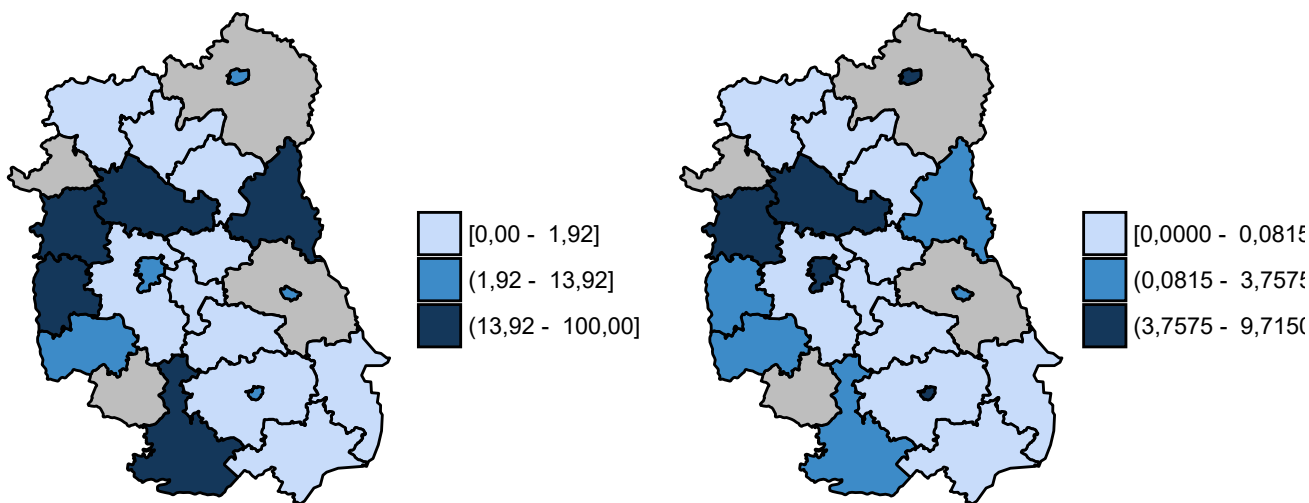 [0,00 - 1,92]
(1,92 - 13,92]
(13,92 - 100,00]
[0,0000 - 0,0815
(0,0815 - 3,7575
(3,7575 - 9,7150